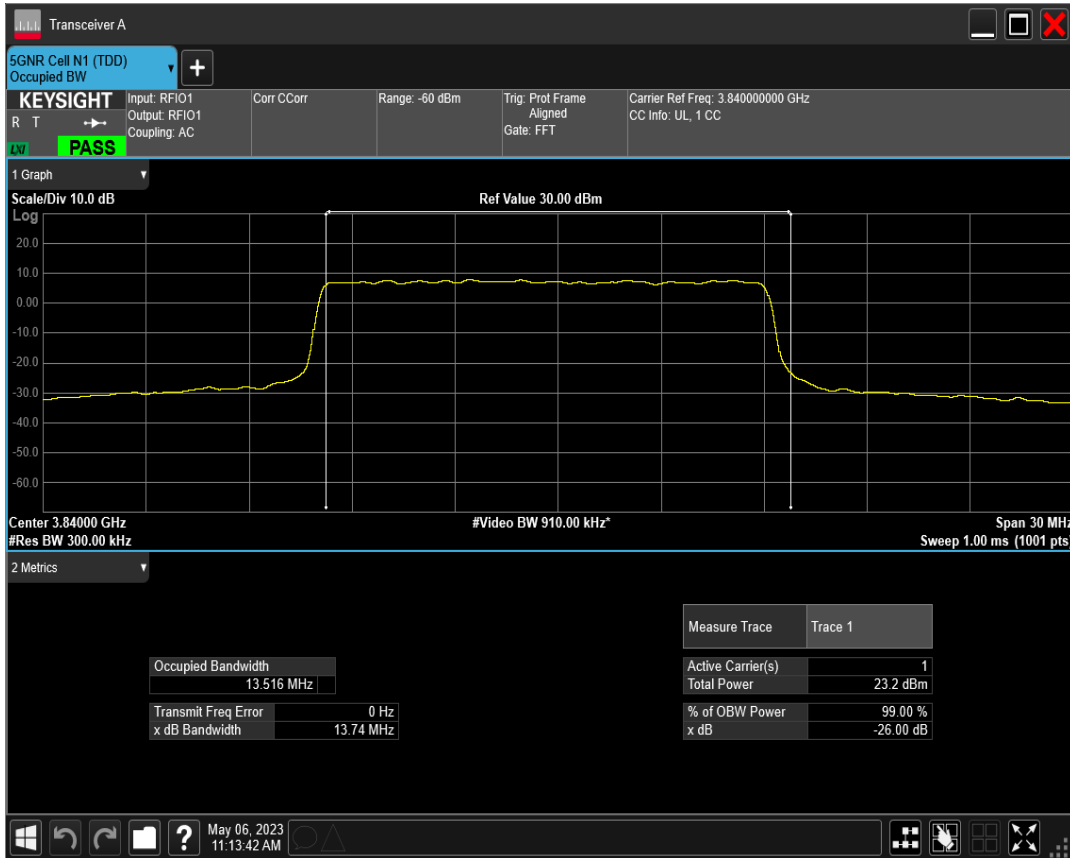 Transceiver A
5GNR Cell N1 (TDD)
Occupied BW
+
KEYSIGHT
R T
LXI
PASS
Input: RFIO1
Output: RFIO1
Coupling: AC
Corr CCorr
Range: -60 dBm
Trig: Prot Frame
Aligned
Gate: FFT
Carrier Ref Freq: 3.840000000 GHz
CC Info: UL, 1 CC
1 Graph
Scale/Div 10.0 dB
Ref Value 30.00 dBm
Log
20.0
10.0
0.00
-10.0
-20.0
-30.0
-40.0
-50.0
-60.0
Center 3.84000 GHz
#Video BW 910.00 kHz*
Span 30 MHz
#Res BW 300.00 kHz
Sweep 1.00 ms (1001 pts)
2 Metrics
Measure Trace Trace 1
Occupied Bandwidth
13.516 MHz
Active Carrier(s) 1
Total Power 23.2 dBm
Transmit Freq Error 0 Hz
x dB Bandwidth 13.74 MHz
% of OBW Power 99.00 %
x dB -26.00 dB
?
May 06, 2023
11:13:42 AM